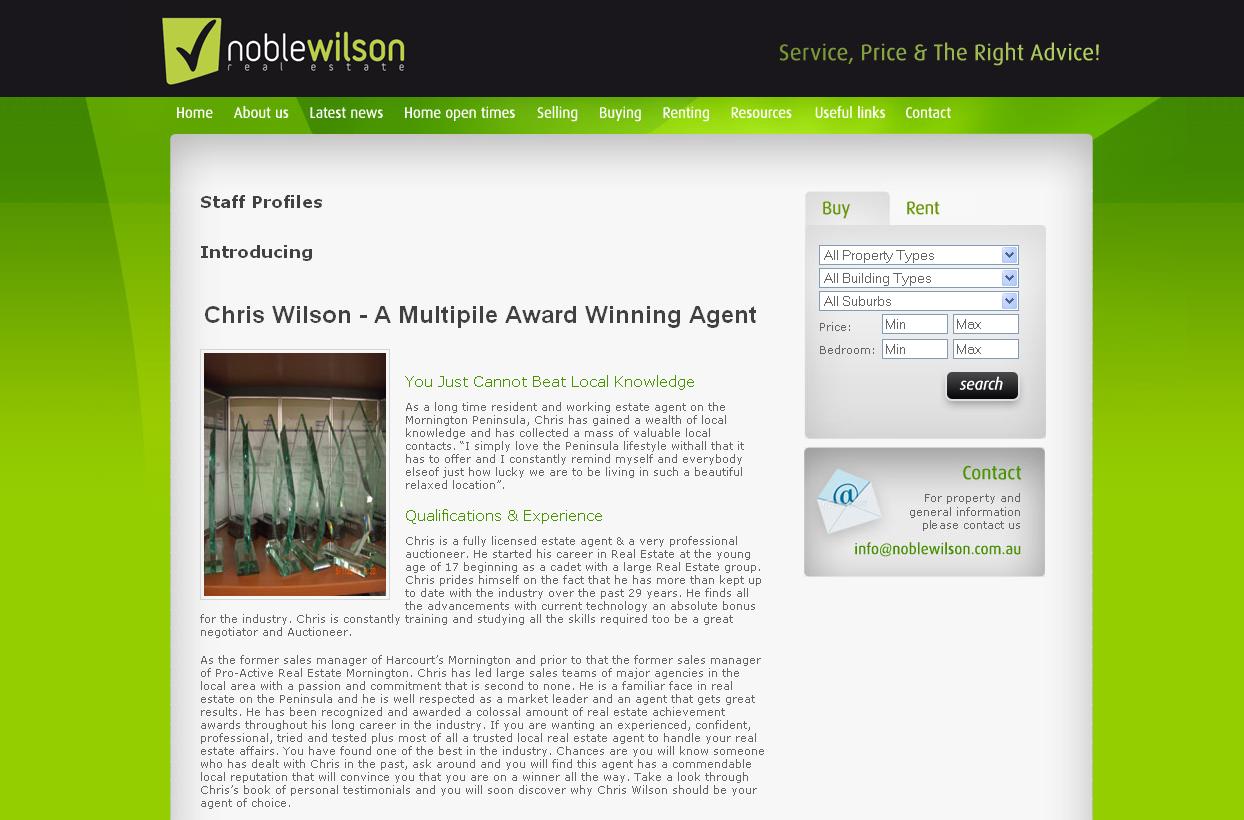 noblewilson
real estate
Service, Price & The Right Advice!
Home About us Latest news Home open times Selling Buying Renting Resources Useful links Contact
Staff Profiles
Introducing
Chris Wilson - A Multipile Award Winning Agent
You Just Cannot Beat Local Knowledge
As a long time resident and working estate agent on the
Mornington Peninsula, Chris has gained a wealth of local
knowledge and has collected a mass of valuable local
contacts. “I simply love the Peninsula lifestyle withall that it
has to offer and I constantly remind myself and everybody
elseof just how lucky we are to be living in such a beautiful
relaxed location”.
Qualifications & Experience
Chris is a fully licensed estate agent & a very professional
auctioneer. He started his career in Real Estate at the young
age of 17 beginning as a cadet with a large Real Estate group.
Chris prides himself on the fact that he has more than kept up
to date with the industry over the past 29 years. He finds all
the advancements with current technology an absolute bonus
for the industry. Chris is constantly training and studying all the skills required too be a great
negotiator and Auctioneer.
As the former sales manager of Harcourt’s Mornington and prior to that the former sales manager
of Pro-Active Real Estate Mornington. Chris has led large sales teams of major agencies in the
local area with a passion and commitment that is second to none. He is a familiar face in real
estate on the Peninsula and he is well respected as a market leader and an agent that gets great
results. He has been recognized and awarded a colossal amount of real estate achievement
awards throughout his long career in the industry. If you are wanting an experienced, confident,
professional, tried and tested plus most of all a trusted local real estate agent to handle your real
estate affairs. You have found one of the best in the industry. Chances are you will know someone
who has dealt with Chris in the past, ask around and you will find this agent has a commendable
local reputation that will convince you that you are on a winner all the way. Take a look through
Chris’s book of personal testimonials and you will soon discover why Chris Wilson should be your
agent of choice.
Buy Rent
All Property Types
All Building Types
All Suburbs
Price: Min Max
Bedroom: Min Max
search
Contact
For property and
general information
please contact us
info@noblewilson.com.au